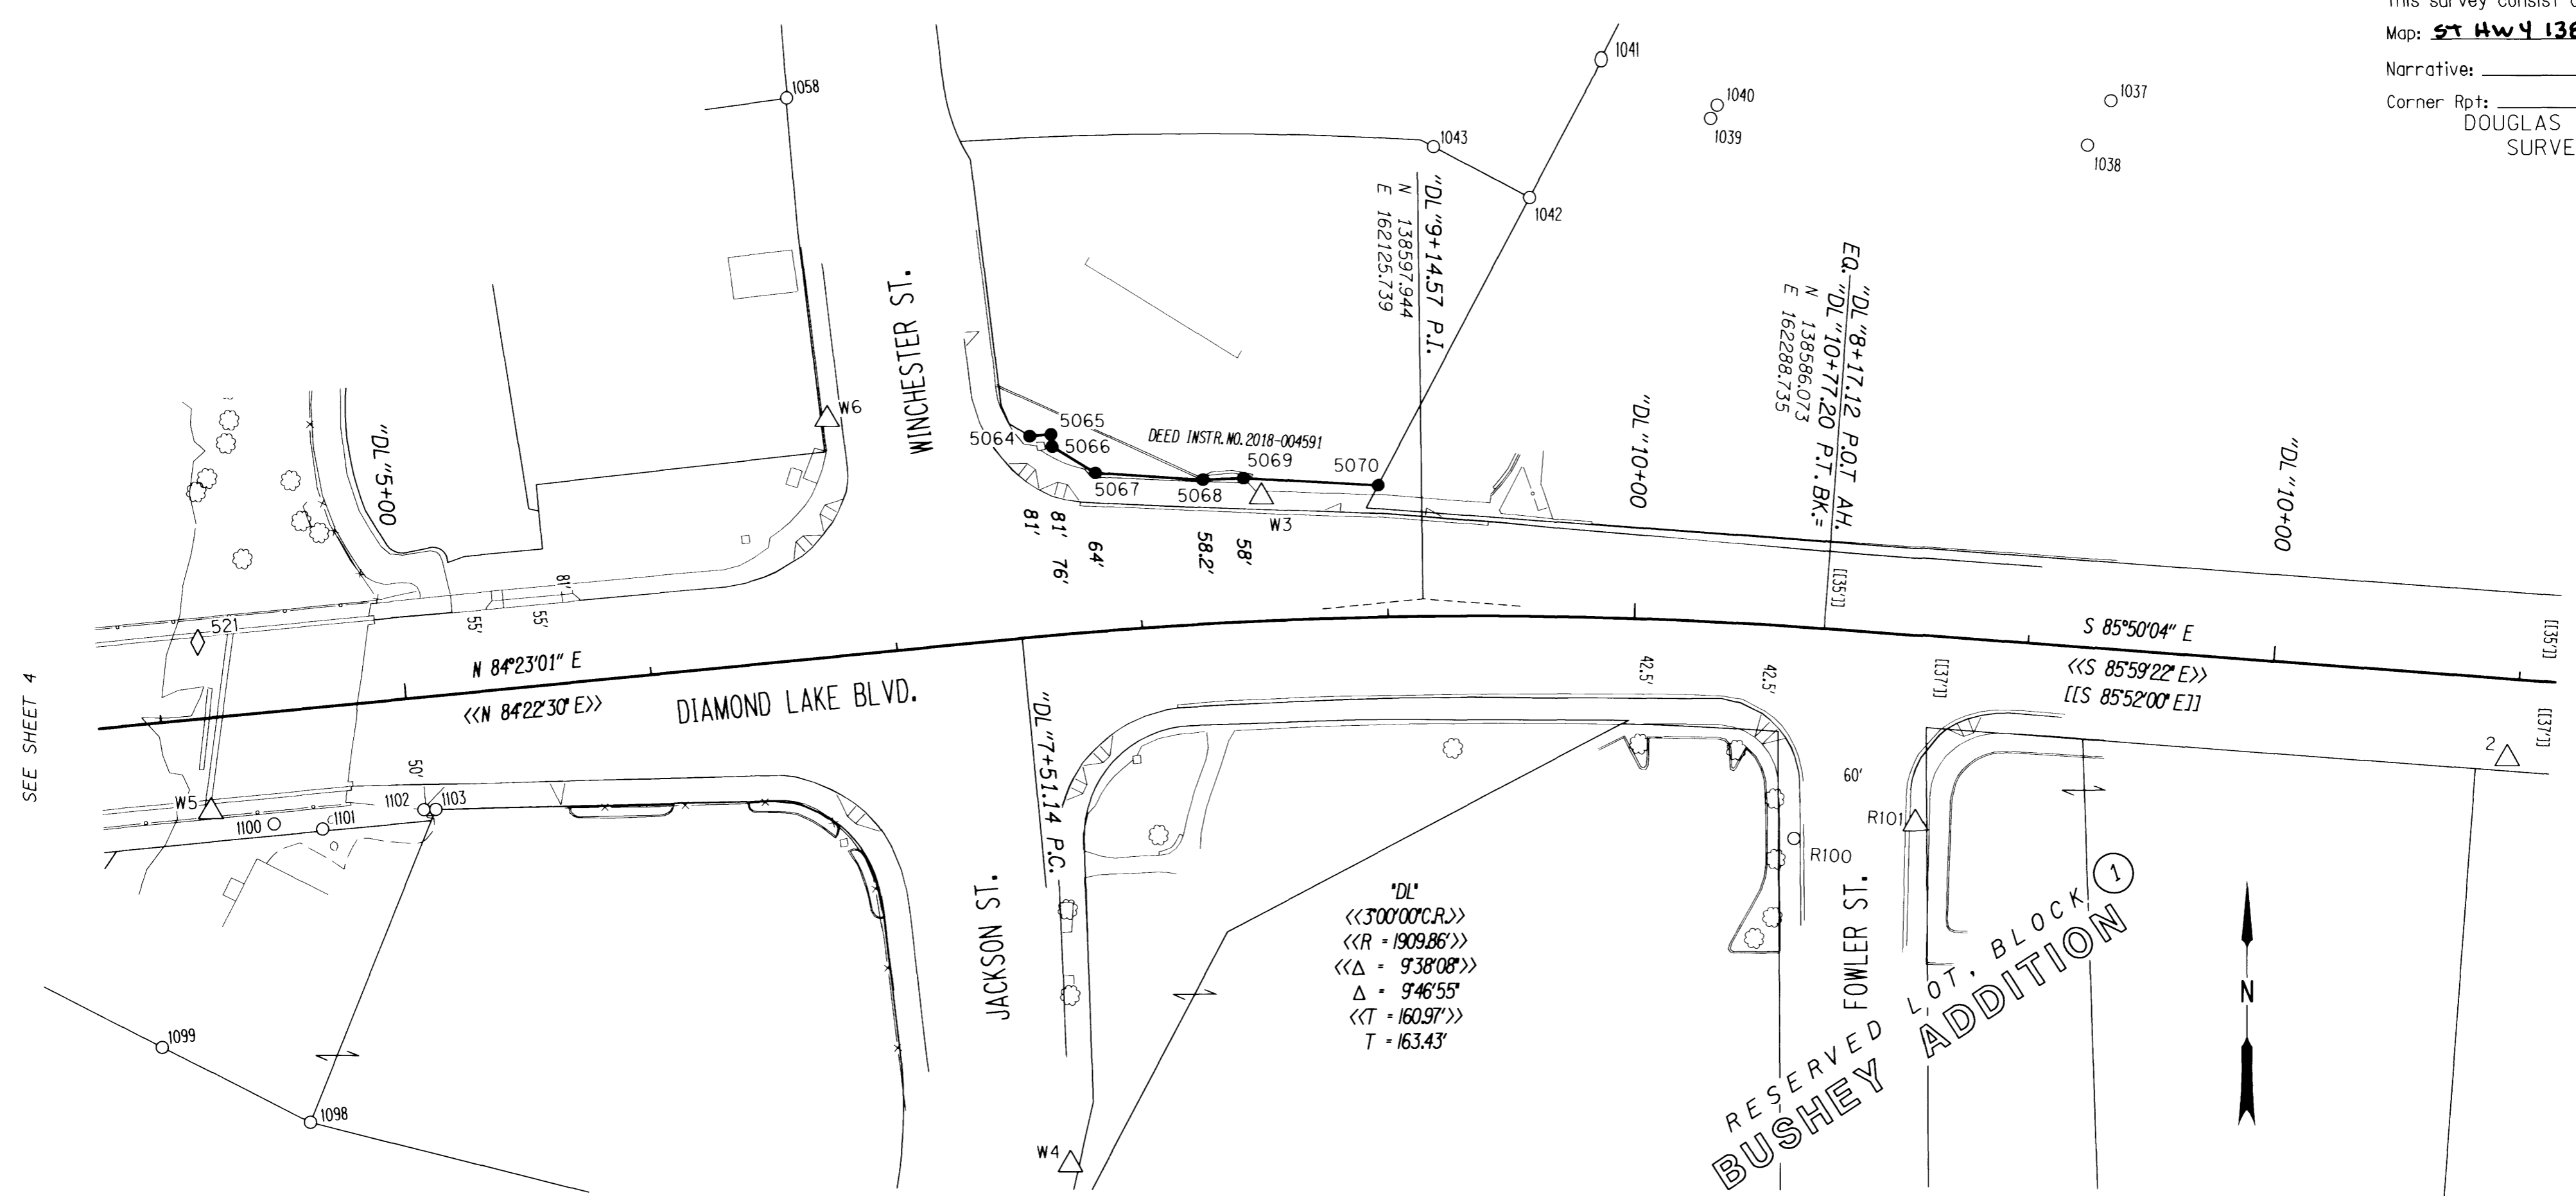 This survey consist
Map: ST HWY 138
Narrative:
Corner Rpt:
DOUGLAS
SURVE
1058
1041
1040
1039
1037
1038
1043
1042
"DL"9+14.57 P.I.
N 138597.944
E 162125.739
EQ. "DL"8+17.12 P.O.T AH.
"DL"10+77.20 P.T. BK.=
N 138586.073
E 162288.735
WINCHESTER ST.
W6
"DL"5+00
5064
5065
5066
5067
5068
5069
5070
DEED INSTR. NO. 2018-004591
W3
81'
81'
76'
64'
58.2'
58'
"DL"10+00
"DL"10+00
521
55'
55'
81'
[[35']]
[[35']]
N 84°23'01" E
<<N 84°22'30" E>>
DIAMOND LAKE BLVD.
S 85°50'04" E
<<S 85°59'22" E>>
[[S 85°52'00" E]]
SEE SHEET 4
42.5'
42.5'
[[37']]
[[37']]
50'
W5
1100
1101
1102
1103
"DL"7+51.14 P.C.
60'
2
R101
R100
JACKSON ST.
FOWLER ST.
"DL"
<<3°00'00" C.R.>>
<<R = 1909.86'>>
<<Δ = 9°38'08">>
Δ = 9°46'55"
<<T = 160.97'>>
T = 163.43'
RESERVED LOT, BLOCK 1
BUSHEY ADDITION
N
1099
1098
W4